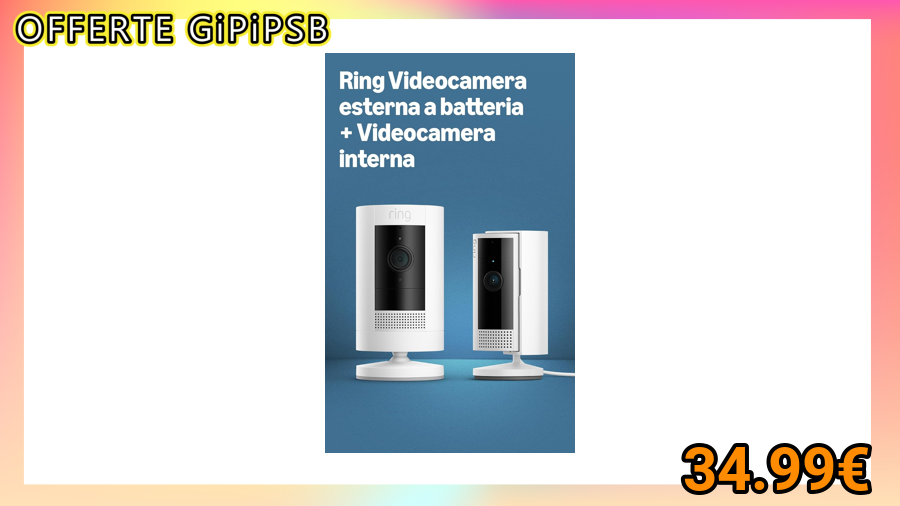 OFFERTE GiPiPSB
Ring Videocamera
esterna a batteria
+ Videocamera
interna
ring
34.99€